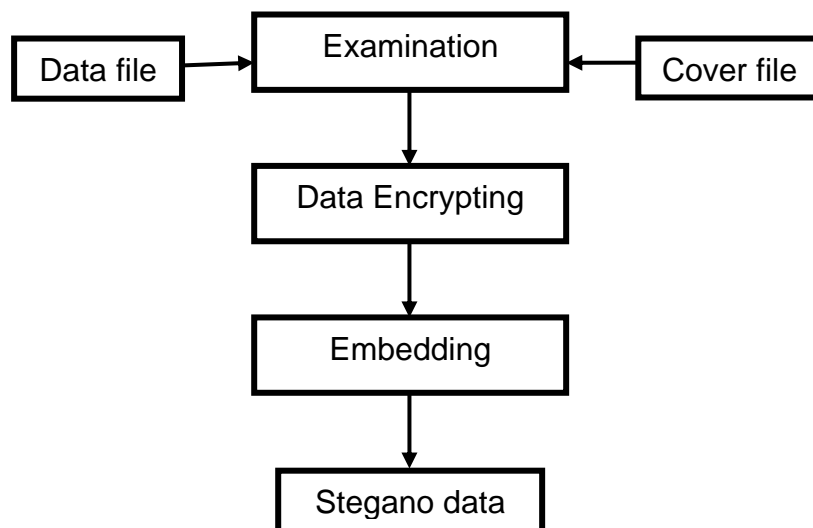 Examination
Data file
Cover file
Data Encrypting
Embedding
Stegano data